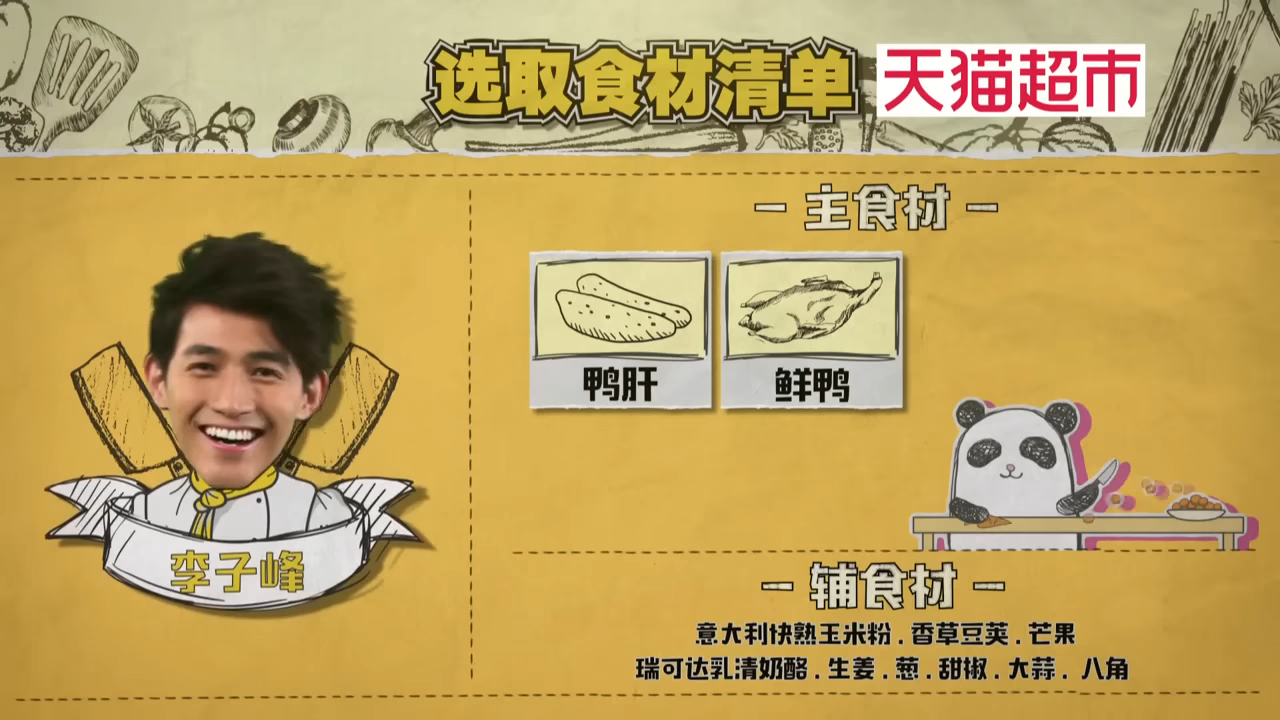 选取食材清单 天猫超市
- 主食材 -
鸭肝 鲜鸭
李子峰
- 辅食材 -
意大利快熟玉米粉.香草豆荚.芒果
瑞可达乳清奶酪.生姜.葱.甜椒.大蒜.八角